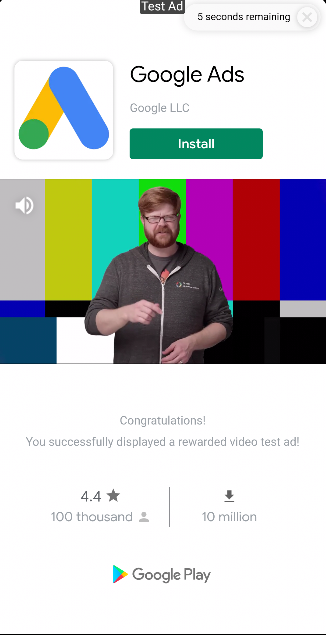 Test Ad
5 seconds remaining
Google Ads
Google LLC
Install
Congratulations!
You successfully displayed a rewarded video test ad!
4.4
100 thousand
10 million
Google Play